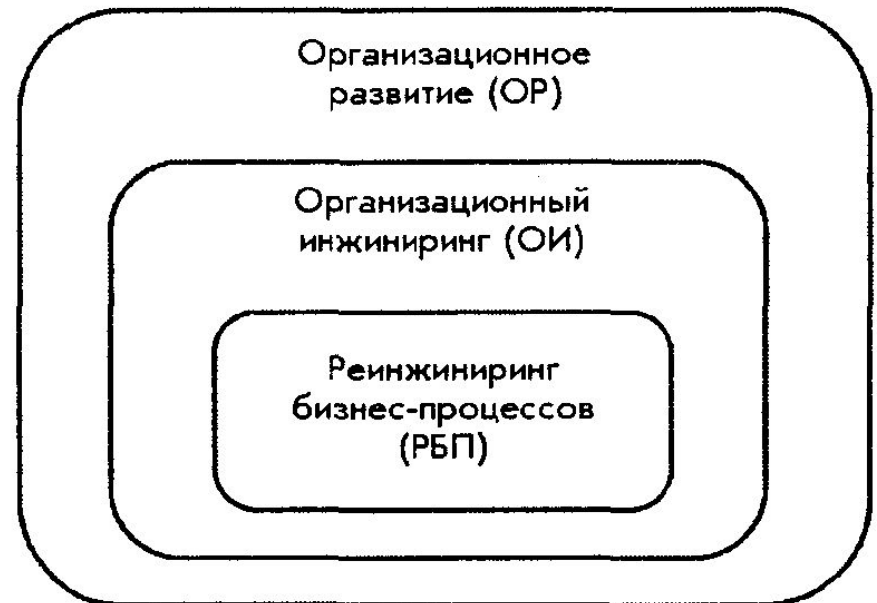 Организационное
развитие (ОР)
Организационный
инжиниринг (ОИ)
Реинжиниринг
бизнес-процессов
(РБП)